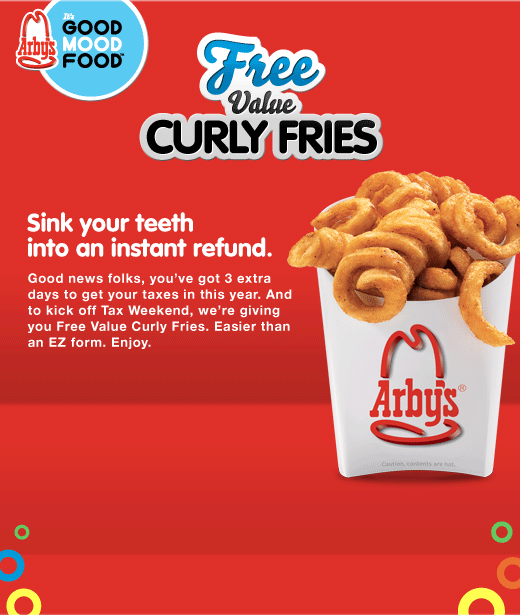 It's
GOOD
MOOD
FOOD™
Arby's
Free
Value
CURLY FRIES
Sink your teeth
into an instant refund.
Good news folks, you've got 3 extra
days to get your taxes in this year. And
to kick off Tax Weekend, we're giving
you Free Value Curly Fries. Easier than
an EZ form. Enjoy.
Arby's®
Caution, contents are hot.